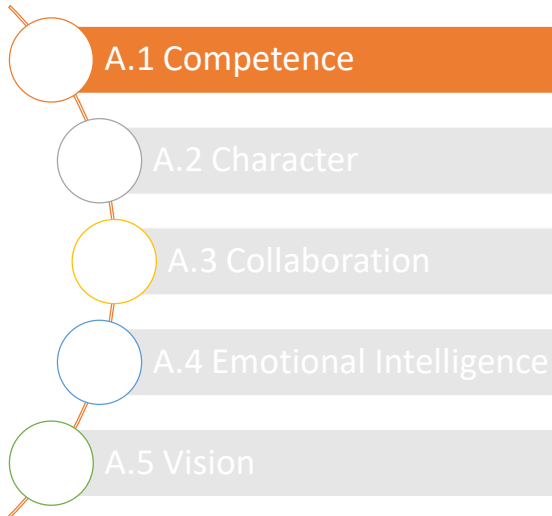 A.1 Competence
A.2 Character
A.3 Collaboration
A.4 Emotional Intelligence
A.5 Vision